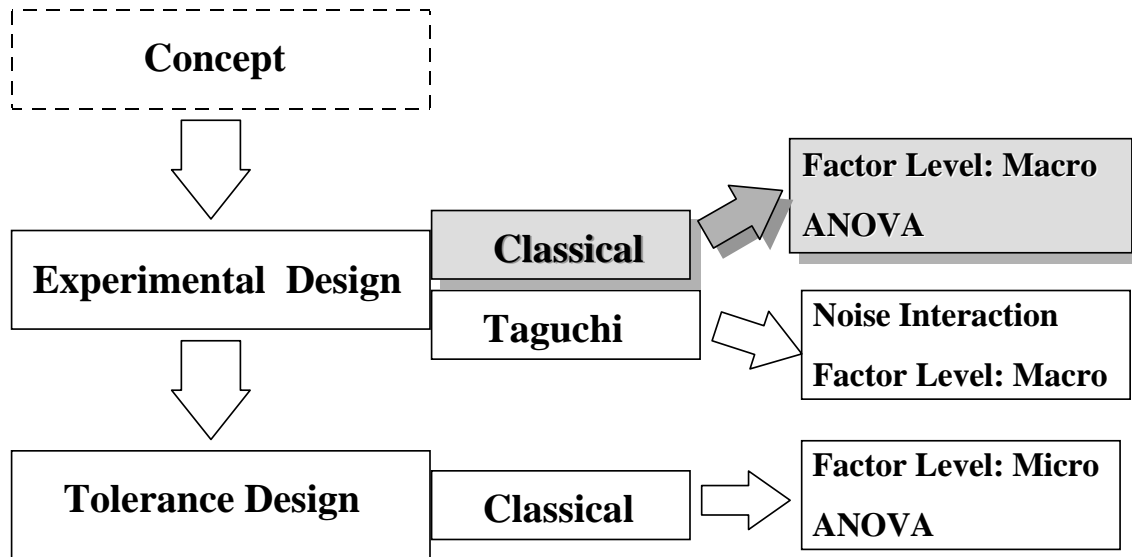 Concept
Factor Level: Macro
ANOVA
Classical
Experimental Design
Taguchi
Noise Interaction
Factor Level: Macro
Tolerance Design
Classical
Factor Level: Micro
ANOVA